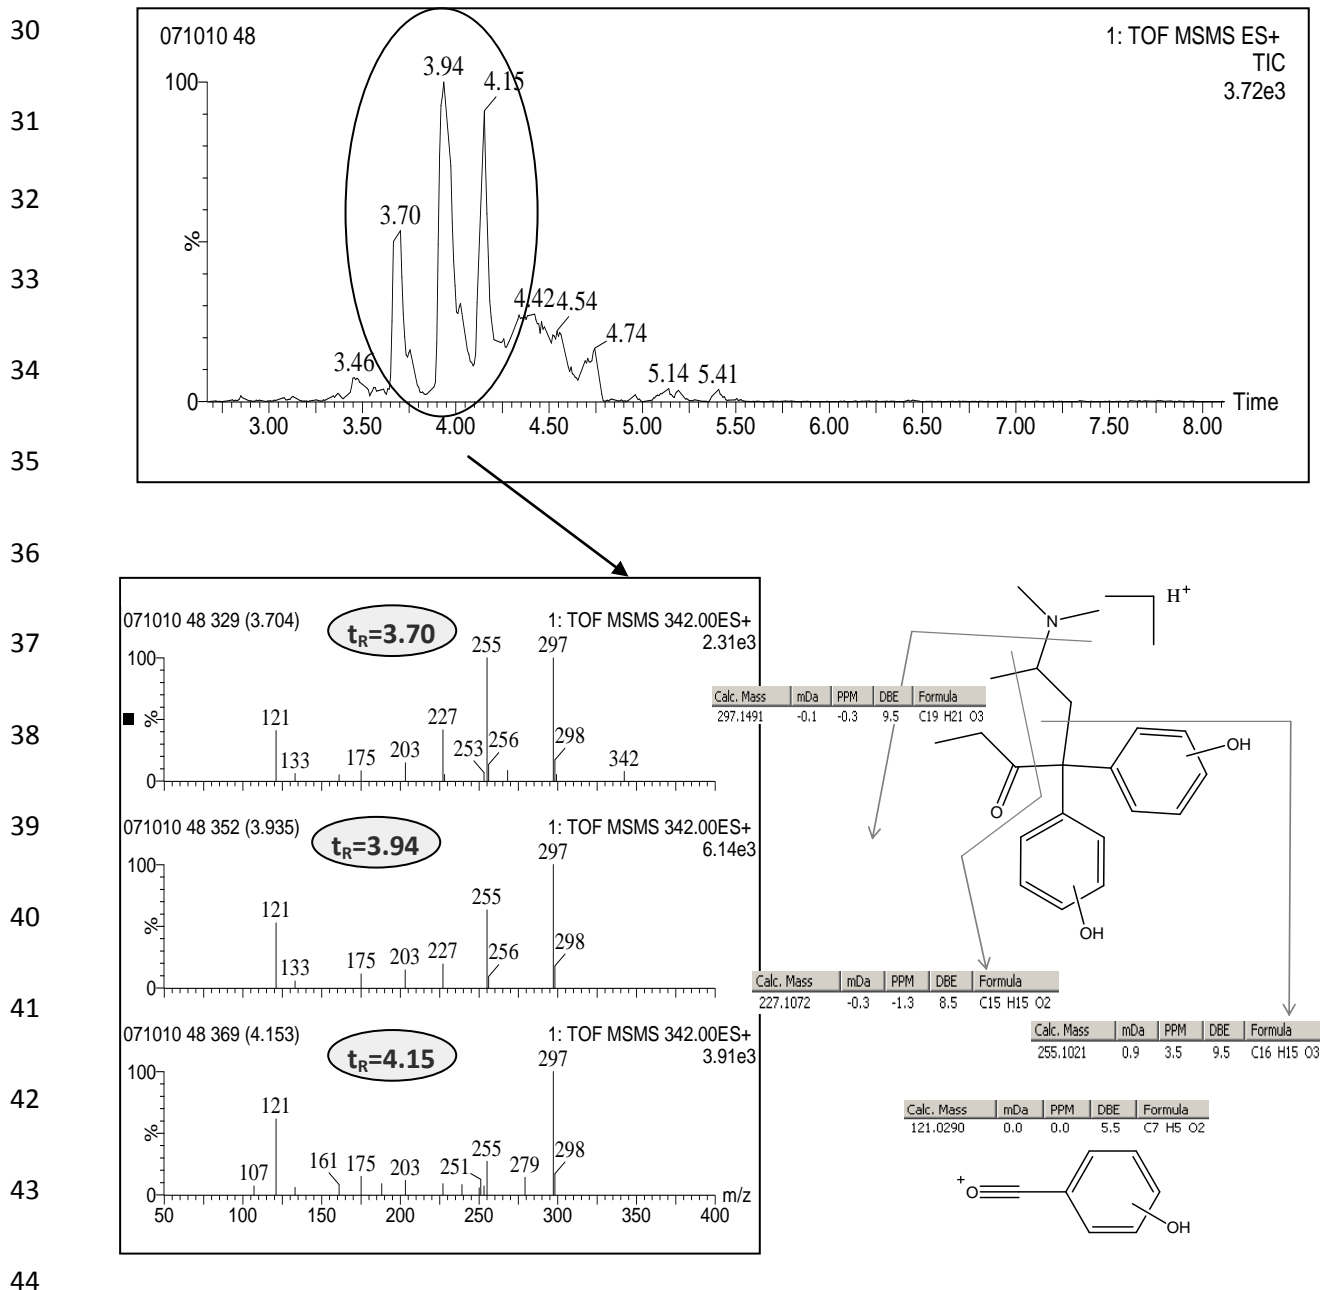 30
071010 48
1: TOF MSMS ES+
TIC
3.72e3
100
3.94
4.15
31
32
3.70
%
33
4.42
4.54
4.74
34
3.46
5.14
5.41
0
Time
3.00 3.50 4.00 4.50 5.00 5.50 6.00 6.50 7.00 7.50 8.00
35
36
37
071010 48 329 (3.704)
tR=3.70
1: TOF MSMS 342.00ES+
2.31e3
100
%
0
121
133
175
203
227
253
255
256
297
298
342
38
39
071010 48 352 (3.935)
tR=3.94
1: TOF MSMS 342.00ES+
6.14e3
100
%
0
121
133
175
203
227
255
256
297
298
40
41
071010 48 369 (4.153)
tR=4.15
1: TOF MSMS 342.00ES+
3.91e3
100
%
0
107
121
161
175
203
251
255
279
297
298
m/z
50 100 150 200 250 300 350 400
42
43
H+
N
O
OH
OH
Calc. Mass mDa PPM DBE Formula
297.1491 -0.1 -0.3 9.5 C19 H21 O3
Calc. Mass mDa PPM DBE Formula
227.1072 -0.3 -1.3 8.5 C15 H15 O2
Calc. Mass mDa PPM DBE Formula
255.1021 0.9 3.5 9.5 C16 H15 O3
Calc. Mass mDa PPM DBE Formula
121.0290 0.0 0.0 5.5 C7 H5 O2
+
O
C
OH
44